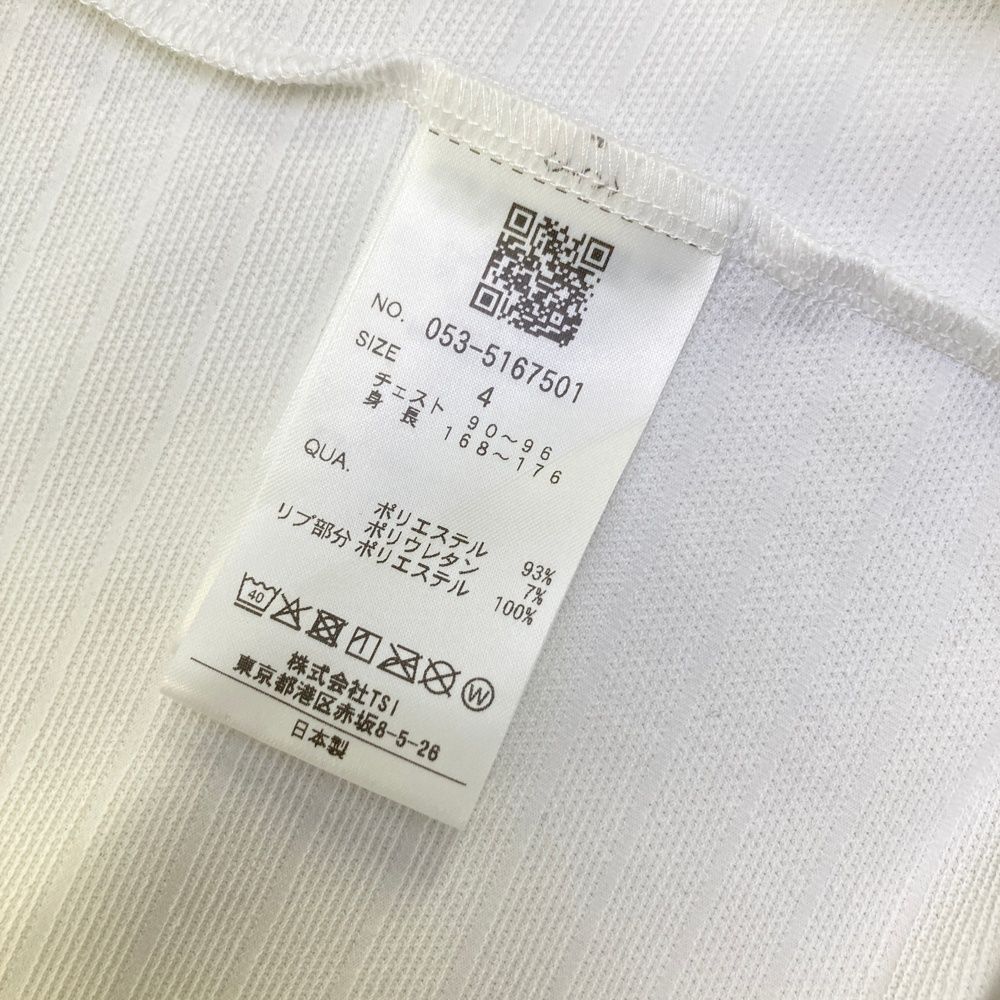 NO. 053-5167501
SIZE 4
チェスト 90~96
身長 168~176
QUA.
ポリエステル 93%
ポリウレタン 7%
リブ部分 ポリエステル 100%
40
W
株式会社TSI
東京都港区赤坂8-5-26
日本製